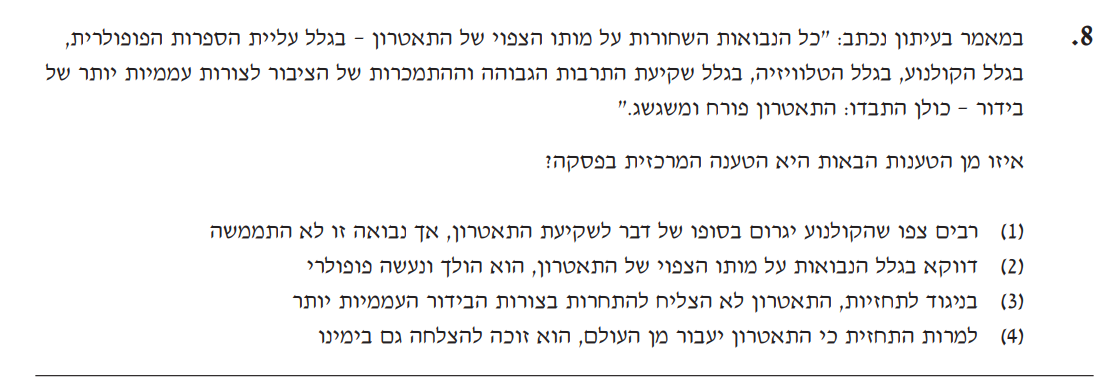 8. במאמר בעיתון נכתב: "כל הנבואות השחורות על מותו הצפוי של התאטרון – בגלל עליית הספרות הפופולרית,
בגלל הקולנוע, בגלל הטלוויזיה, בגלל שקיעת התרבות הגבוהה וההתמכרות של הציבור לצורות עממיות יותר של
בידור – כולן התבדו: התאטרון פורח ומשגשג."
איזו מן הטענות הבאות היא הטענה המרכזית בפסקה?
(1) רבים צפו שהקולנוע יגרום בסופו של דבר לשקיעת התאטרון, אך נבואה זו לא התממשה
(2) דווקא בגלל הנבואות על מותו הצפוי של התאטרון, הוא הולך ונעשה פופולרי
(3) בניגוד לתחזיות, התאטרון לא הצליח להתחרות בצורות הבידור העממיות יותר
(4) למרות התחזית כי התאטרון יעבור מן העולם, הוא זוכה להצלחה גם בימינו